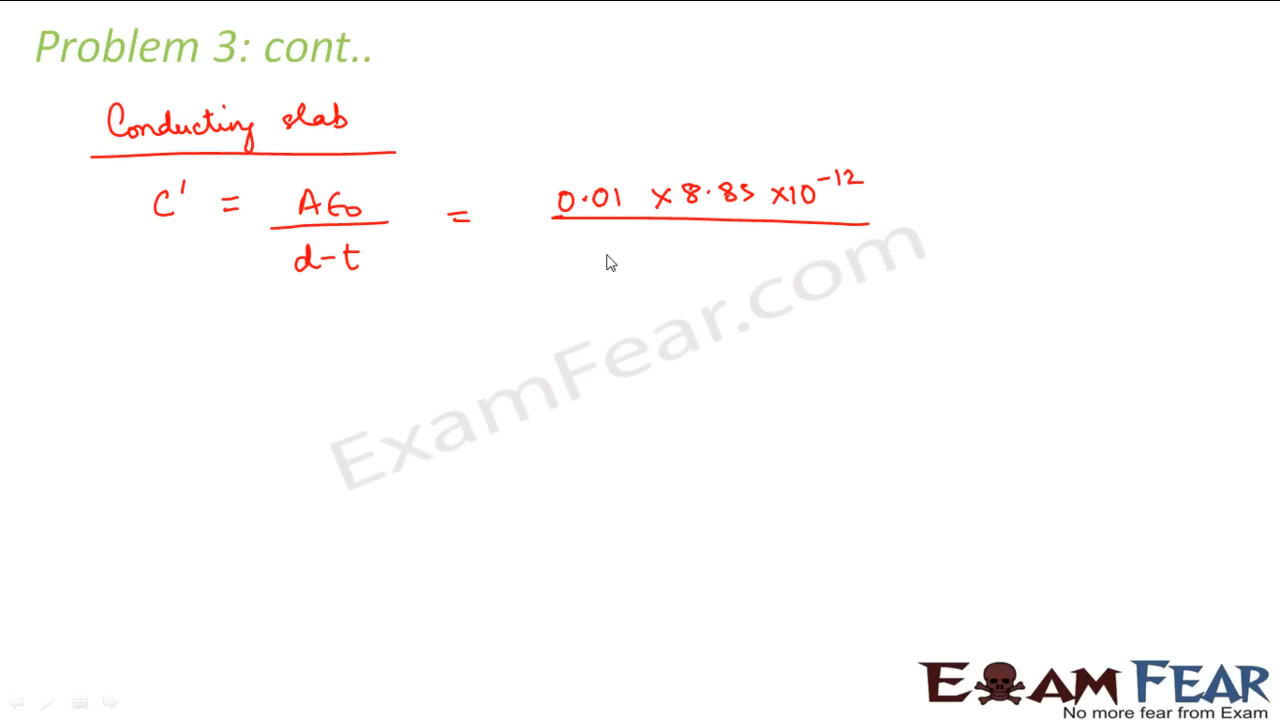 Problem 3: cont..
Conducting slab
C' = Aε₀ / d-t = 0.01 × 8.85 × 10⁻¹²
ExamFear.com
EXAM FEAR
No more fear from Exam